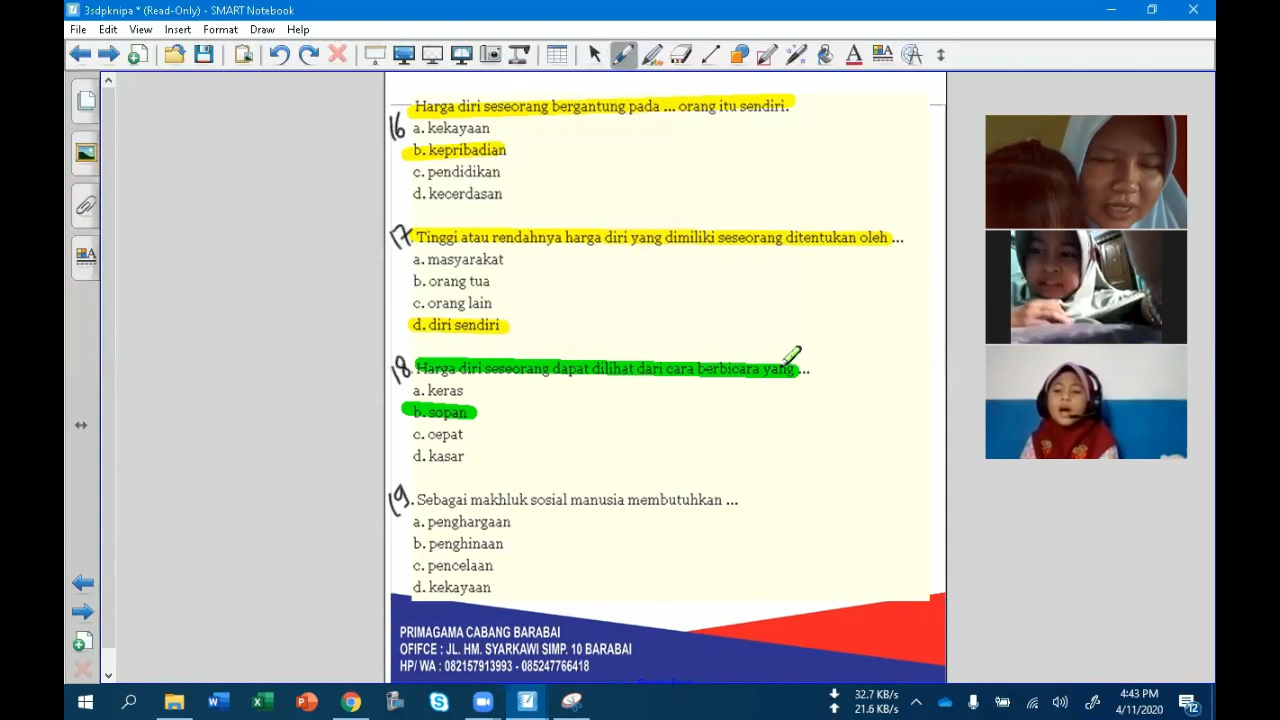 3sdpknipa * (Read-Only) - SMART Notebook
File Edit View Insert Format Draw Help
Harga diri seseorang bergantung pada ... orang itu sendiri.
16
a. kekayaan
b. kepribadian
c. pendidikan
d. kecerdasan
17. Tinggi atau rendahnya harga diri yang dimiliki seseorang ditentukan oleh ...
a. masyarakat
b. orang tua
c. orang lain
d. diri sendiri
18. Harga diri seseorang dapat dilihat dari cara berbicara yang ...
a. keras
b. sopan
c. cepat
d. kasar
19. Sebagai makhluk sosial manusia membutuhkan ...
a. penghargaan
b. penghinaan
c. pencelaan
d. kekayaan
PRIMAGAMA CABANG BARABAI
OFIFCE : JL. HM. SYARKAWI SIMP. 10 BARABAI
HP/ WA : 082157913993 - 085247766418
32.7 KB/s
21.6 KB/s
4:43 PM
4/11/2020
12